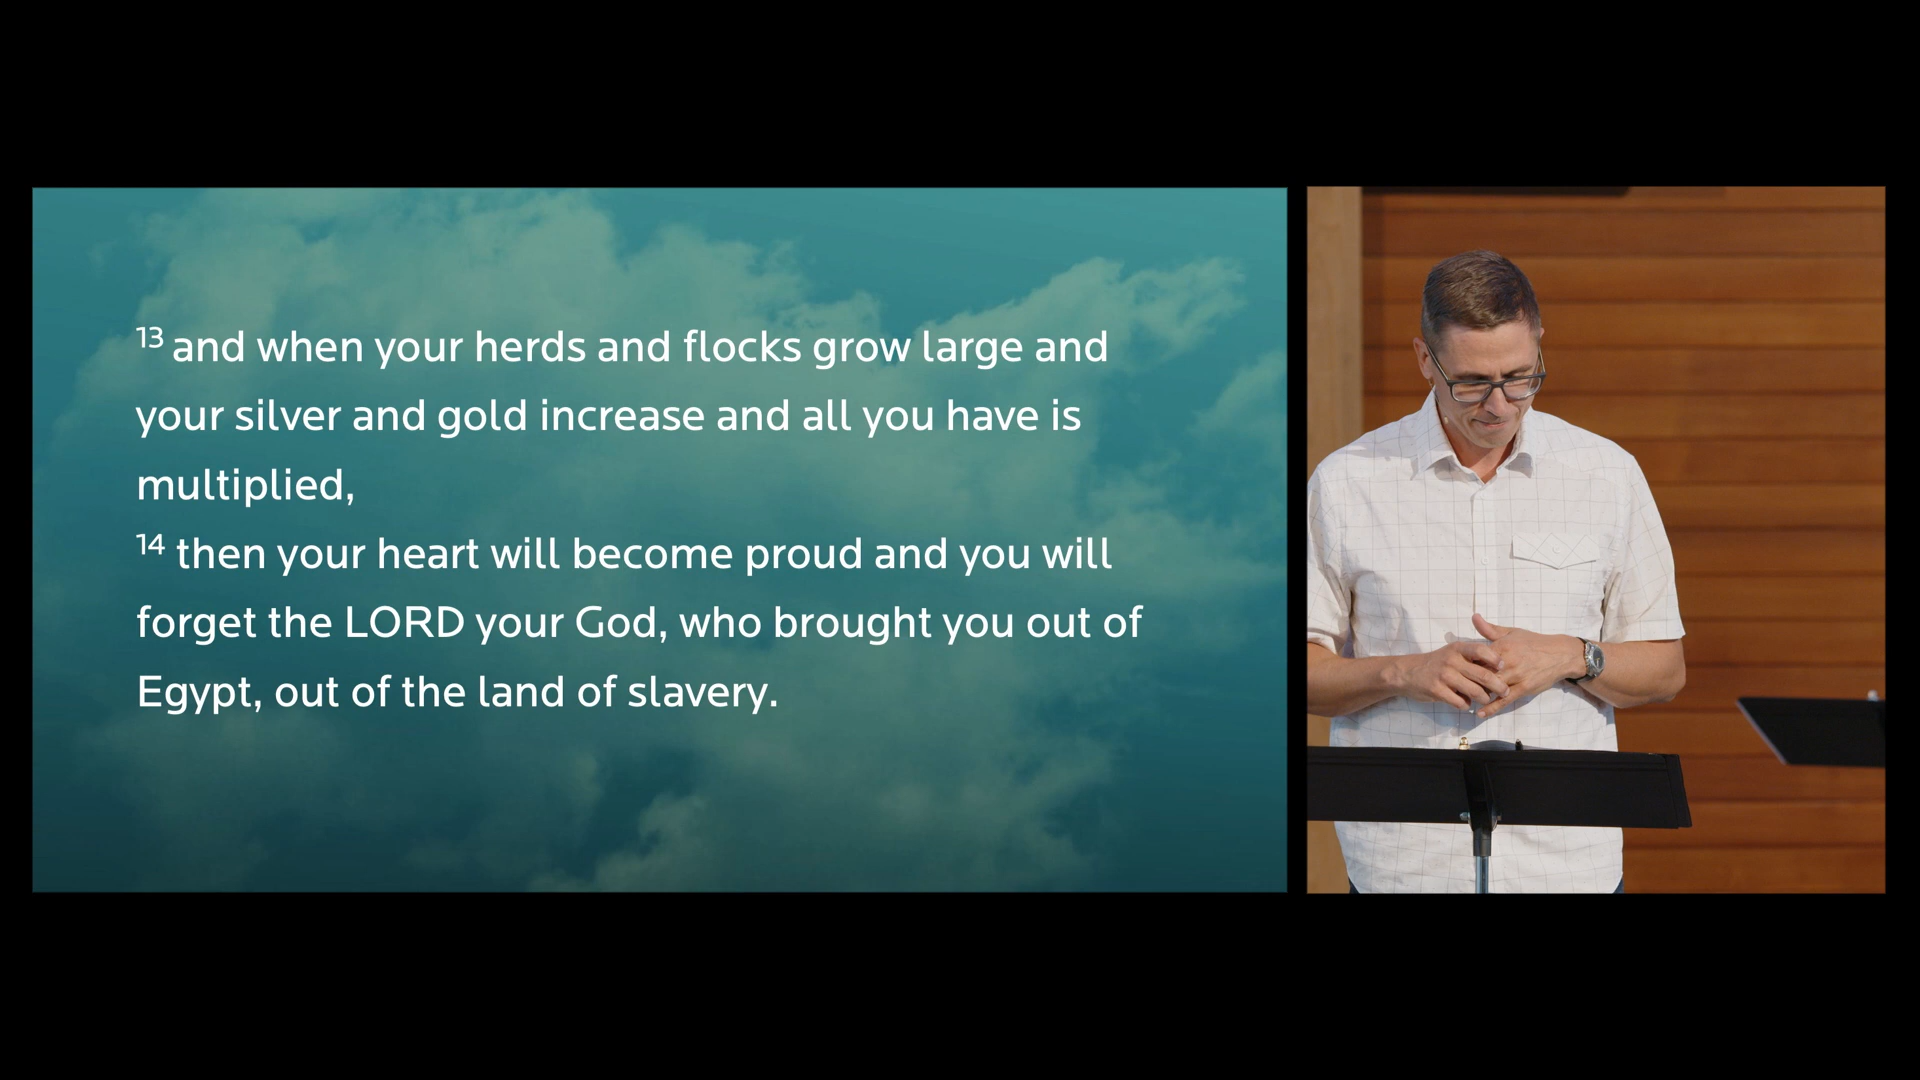 13 and when your herds and flocks grow large and
your silver and gold increase and all you have is
multiplied,
14 then your heart will become proud and you will
forget the LORD your God, who brought you out of
Egypt, out of the land of slavery.